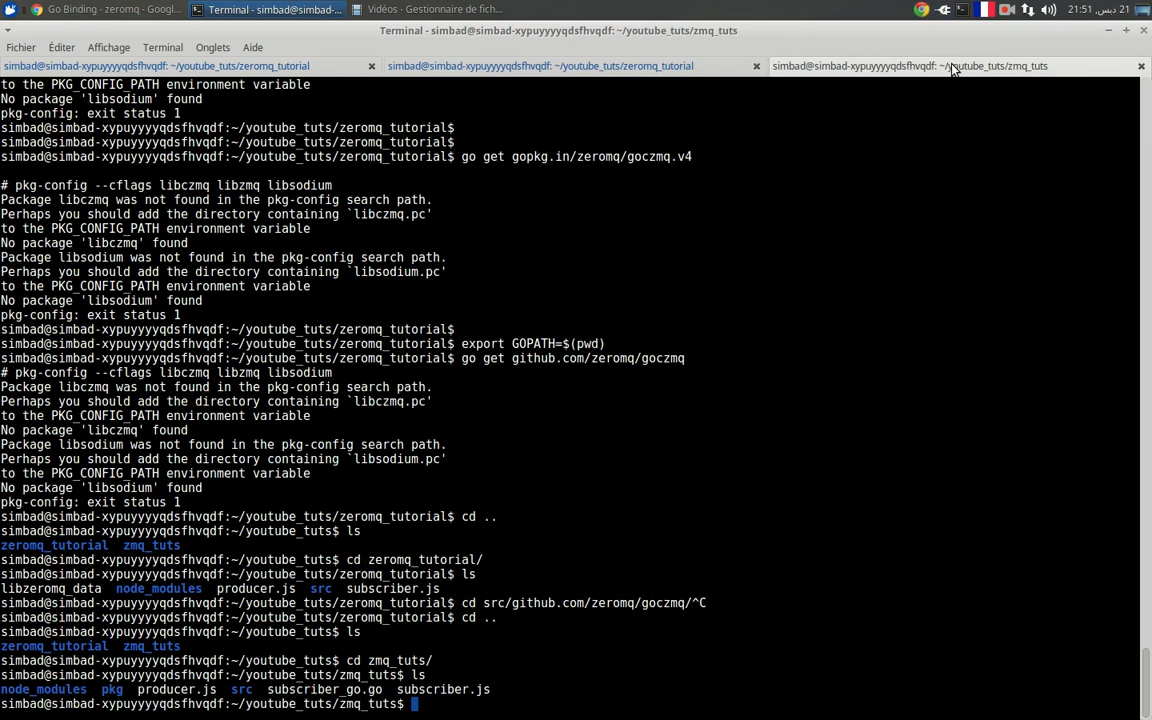 Go Binding - zeromq - Googl...
Terminal - simbad@simbad-...
Vidéos - Gestionnaire de fich...
21 ديس, 21:51
Terminal - simbad@simbad-xypuyyyyqdsfhvqdf: ~/youtube_tuts/zmq_tuts
Fichier Éditer Affichage Terminal Onglets Aide
simbad@simbad-xypuyyyyqdsfhvqdf: ~/youtube_tuts/zeromq_tutorial
simbad@simbad-xypuyyyyqdsfhvqdf: ~/youtube_tuts/zeromq_tutorial
simbad@simbad-xypuyyyyqdsfhvqdf: ~/youtube_tuts/zmq_tuts
to the PKG_CONFIG_PATH environment variable
No package 'libsodium' found
pkg-config: exit status 1
simbad@simbad-xypuyyyyqdsfhvqdf:~/youtube_tuts/zeromq_tutorial$
simbad@simbad-xypuyyyyqdsfhvqdf:~/youtube_tuts/zeromq_tutorial$
simbad@simbad-xypuyyyyqdsfhvqdf:~/youtube_tuts/zeromq_tutorial$ go get gopkg.in/zeromq/goczmq.v4
# pkg-config --cflags libczmq libzmq libsodium
Package libczmq was not found in the pkg-config search path.
Perhaps you should add the directory containing `libczmq.pc'
to the PKG_CONFIG_PATH environment variable
No package 'libczmq' found
Package libsodium was not found in the pkg-config search path.
Perhaps you should add the directory containing `libsodium.pc'
to the PKG_CONFIG_PATH environment variable
No package 'libsodium' found
pkg-config: exit status 1
simbad@simbad-xypuyyyyqdsfhvqdf:~/youtube_tuts/zeromq_tutorial$
simbad@simbad-xypuyyyyqdsfhvqdf:~/youtube_tuts/zeromq_tutorial$ export GOPATH=$(pwd)
simbad@simbad-xypuyyyyqdsfhvqdf:~/youtube_tuts/zeromq_tutorial$ go get github.com/zeromq/goczmq
# pkg-config --cflags libczmq libzmq libsodium
Package libczmq was not found in the pkg-config search path.
Perhaps you should add the directory containing `libczmq.pc'
to the PKG_CONFIG_PATH environment variable
No package 'libczmq' found
Package libsodium was not found in the pkg-config search path.
Perhaps you should add the directory containing `libsodium.pc'
to the PKG_CONFIG_PATH environment variable
No package 'libsodium' found
pkg-config: exit status 1
simbad@simbad-xypuyyyyqdsfhvqdf:~/youtube_tuts/zeromq_tutorial$ cd ..
simbad@simbad-xypuyyyyqdsfhvqdf:~/youtube_tuts$ ls
zeromq_tutorial zmq_tuts
simbad@simbad-xypuyyyyqdsfhvqdf:~/youtube_tuts$ cd zeromq_tutorial/
simbad@simbad-xypuyyyyqdsfhvqdf:~/youtube_tuts/zeromq_tutorial$ ls
libzeromq_data node_modules producer.js src subscriber.js
simbad@simbad-xypuyyyyqdsfhvqdf:~/youtube_tuts/zeromq_tutorial$ cd src/github.com/zeromq/goczmq/^C
simbad@simbad-xypuyyyyqdsfhvqdf:~/youtube_tuts/zeromq_tutorial$ cd ..
simbad@simbad-xypuyyyyqdsfhvqdf:~/youtube_tuts$ ls
zeromq_tutorial zmq_tuts
simbad@simbad-xypuyyyyqdsfhvqdf:~/youtube_tuts$ cd zmq_tuts/
simbad@simbad-xypuyyyyqdsfhvqdf:~/youtube_tuts/zmq_tuts$ ls
node_modules pkg producer.js src subscriber_go.go subscriber.js
simbad@simbad-xypuyyyyqdsfhvqdf:~/youtube_tuts/zmq_tuts$